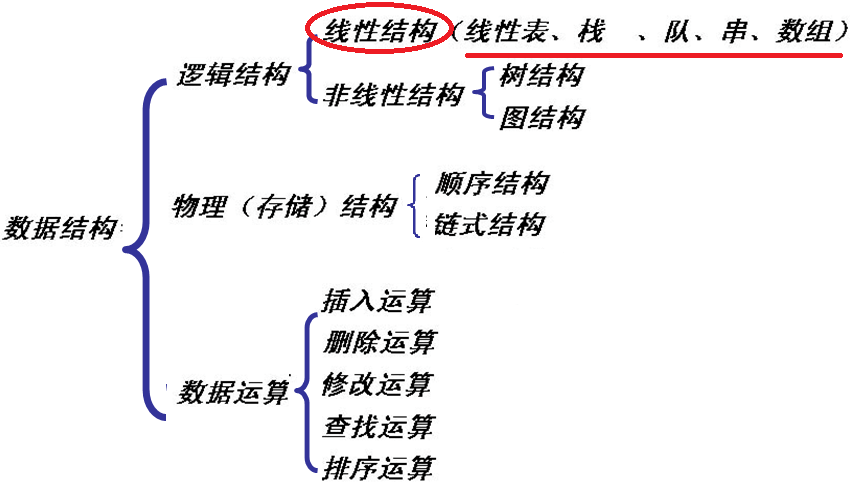 线性结构（线性表、栈 、队、串、数组）
逻辑结构
非线性结构
树结构
图结构
物理（存储）结构
顺序结构
链式结构
数据结构
插入运算
删除运算
数据运算
修改运算
查找运算
排序运算